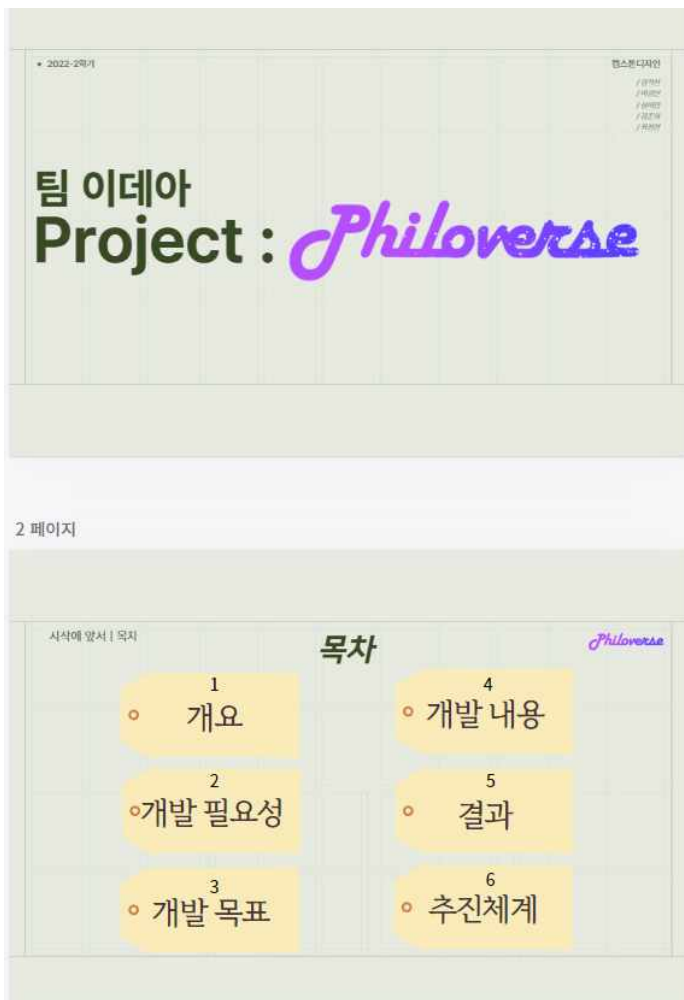 • 2022-2학기
캡스톤디자인
팀 이데아
Project : Philoverse
2 페이지
시작에 앞서 | 목차
목차
Philoverse
1
개요
2
개발 필요성
3
개발 목표
4
개발 내용
5
결과
6
추진체계